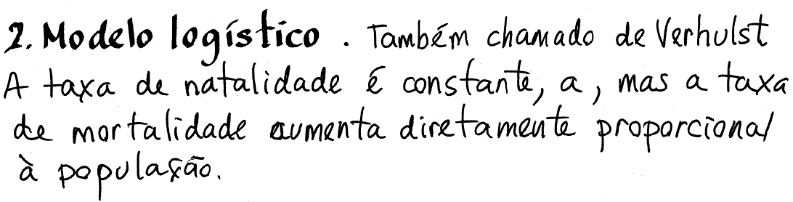 2. Modelo logístico. Também chamado de Verhulst
A taxa de natalidade é constante, a, mas a taxa
de mortalidade aumenta diretamente proporcional
à população.